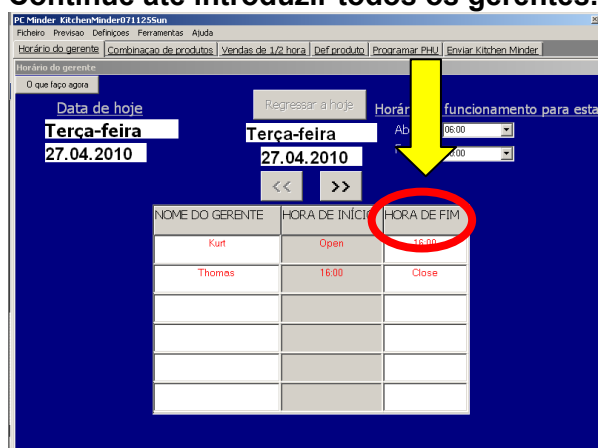 Continue até introduzir todos os gerentes.
PC Minder KitchenMinder071125Sun
Ficheiro Previsao Definiçoes Ferramentas Ajuda
Horário do gerente Combinaçao de produtos Vendas de 1/2 hora Def produto Programar PHU Enviar Kitchen Minder
Horário do gerente
O que faço agora
Data de hoje Regressar a hoje funcionamento para esta
Terça-feira Terça-feira 06:00
27.04.2010 27.04.2010
<< >>
NOME DO GERENTE HORA DE INÍCIO HORA DE FIM
Kurt Open 16:00
Thomas 16:00 Close